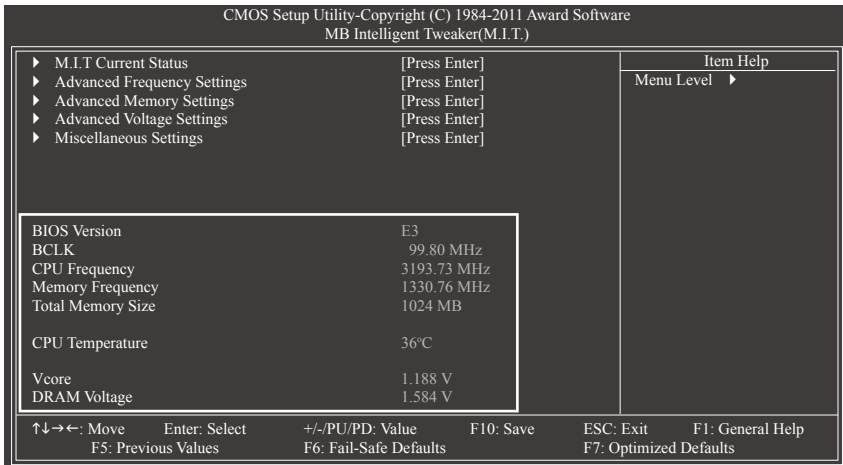 CMOS Setup Utility-Copyright (C) 1984-2011 Award Software
MB Intelligent Tweaker(M.I.T.)
▶ M.I.T Current Status [Press Enter]
▶ Advanced Frequency Settings [Press Enter]
▶ Advanced Memory Settings [Press Enter]
▶ Advanced Voltage Settings [Press Enter]
▶ Miscellaneous Settings [Press Enter]
Item Help
Menu Level ▶
BIOS Version E3
BCLK 99.80 MHz
CPU Frequency 3193.73 MHz
Memory Frequency 1330.76 MHz
Total Memory Size 1024 MB
CPU Temperature 36°C
Vcore 1.188 V
DRAM Voltage 1.584 V
↑↓→←: Move Enter: Select +/-/PU/PD: Value F10: Save ESC: Exit F1: General Help
F5: Previous Values F6: Fail-Safe Defaults F7: Optimized Defaults